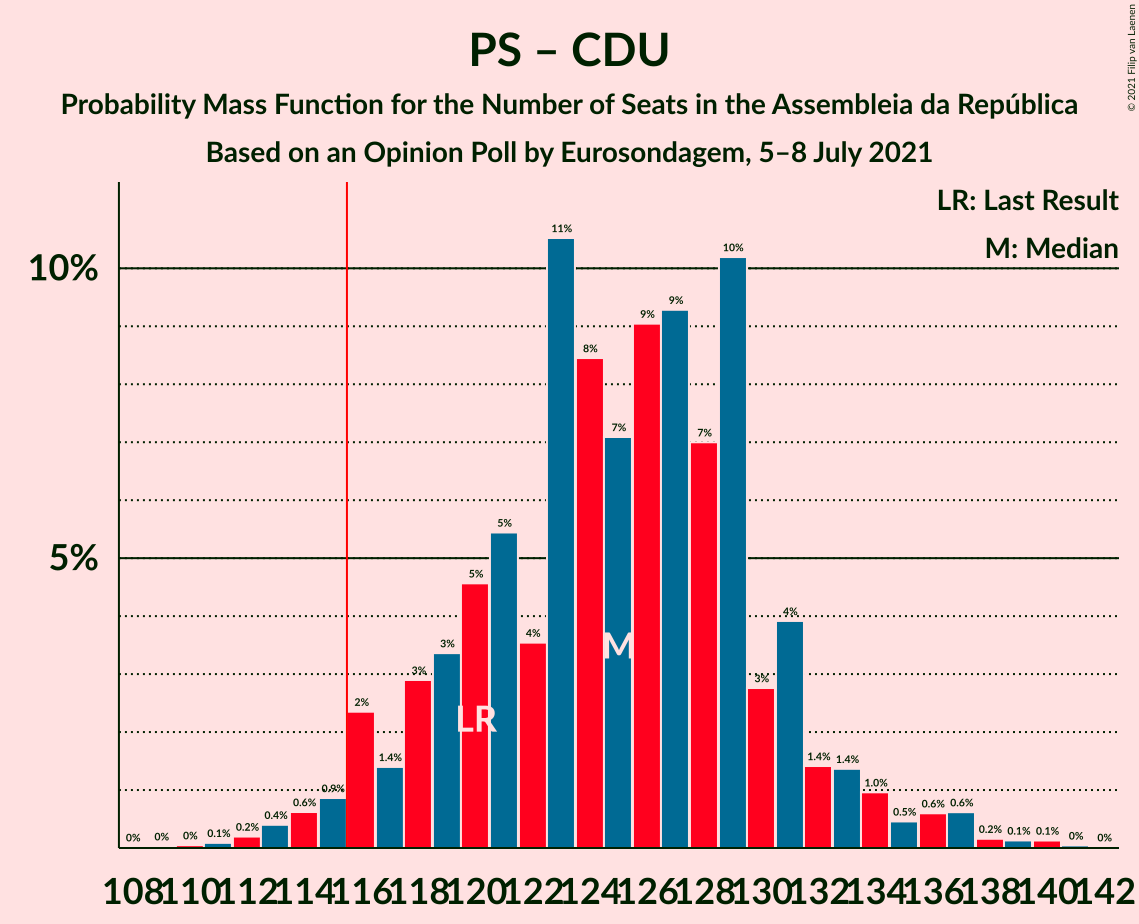 PS – CDU
Probability Mass Function for the Number of Seats in the Assembleia da República
Based on an Opinion Poll by Eurosondagem, 5–8 July 2021
© 2021 Filip van Laenen
LR: Last Result
M: Median
10%
5%
0% 0% 0% 0.1% 0.2% 0.4% 0.6% 0.9% 2% 1.4% 3% 3% 5% 5% 4% 11% 8% 7% 9% 9% 7% 10% 3% 4% 1.4% 1.4% 1.0% 0.5% 0.6% 0.6% 0.2% 0.1% 0.1% 0% 0%
LR
M
108 110 112 114 116 118 120 122 124 126 128 130 132 134 136 138 140 142